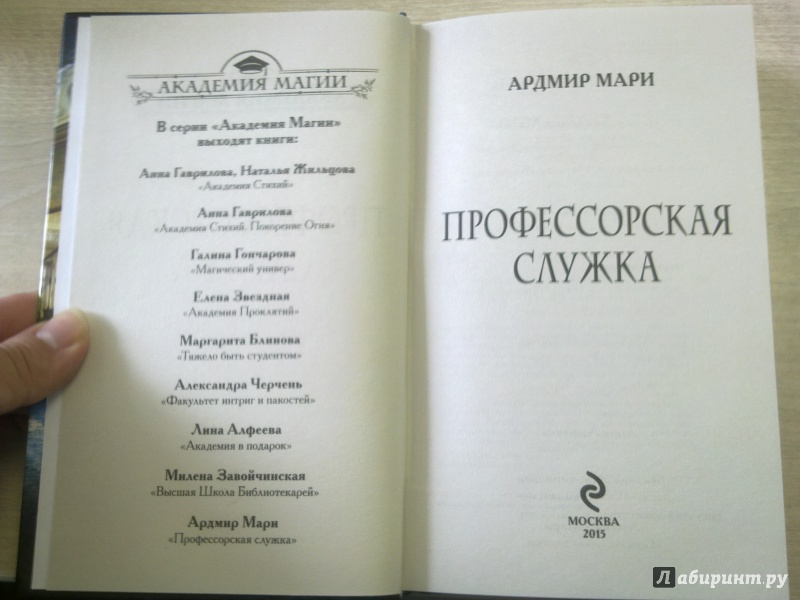 АКАДЕМИЯ МАГИИ
В серии «Академия Магии»
выходят книги:
Анна Гаврилова, Наталья Жильцова
«Академия Стихий»
Анна Гаврилова
«Академия Стихий. Покорение Огня»
Галина Гончарова
«Магический универ»
Елена Звездная
«Академия Проклятий»
Маргарита Блинова
«Тяжело быть студентом»
Александра Черчень
«Факультет интриг и пакостей»
Лина Алфеева
«Академия в подарок»
Милена Завойчинская
«Высшая Школа Библиотекарей»
Ардмир Мари
«Профессорская служка»
АРДМИР МАРИ
ПРОФЕССОРСКАЯ
СЛУЖКА
МОСКВА
2015
Лабиринт.ру